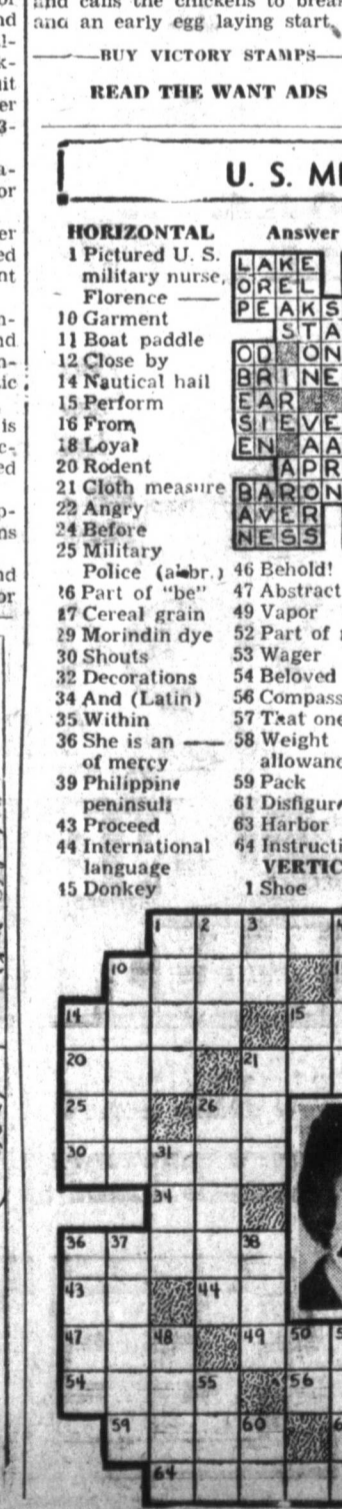 and calls the chickens to
and an early egg laying start
BUY VICTORY STAMPS
READ THE WANT ADS
U. S.
HORIZONTAL
1 Pictured U. S.
military nurse,
Florence —
10 Garment
11 Boat paddle
12 Close by
14 Nautical hail
15 Perform
16 From
18 Loyal
20 Rodent
21 Cloth measure
22 Angry
24 Before
25 Military
Police (abbr.)
26 Part of "be"
27 Cereal grain
29 Morindin dye
30 Shouts
32 Decorations
34 And (Latin)
35 Within
36 She is an —
of mercy
39 Philippine
peninsula
43 Proceed
44 International
language
45 Donkey
Answer
LAKE
OREL
PEAKS
STA
OD ON
BRINE
EAR
SIEVE
EN AA
APR
BARON
AVER
NESS
46 Behold!
47 Abstract
49 Vapor
52 Part of
53 Wager
54 Beloved
56 Compass
57 That one
58 Weight
59 Pack
61 Disfigure
63 Harbor
64
1 Shoe
1 2 3
10
14 15
20 21
25 26
30 31
34
36 37 38
43 44
47 48 49 50
54 55 56
59 60
64